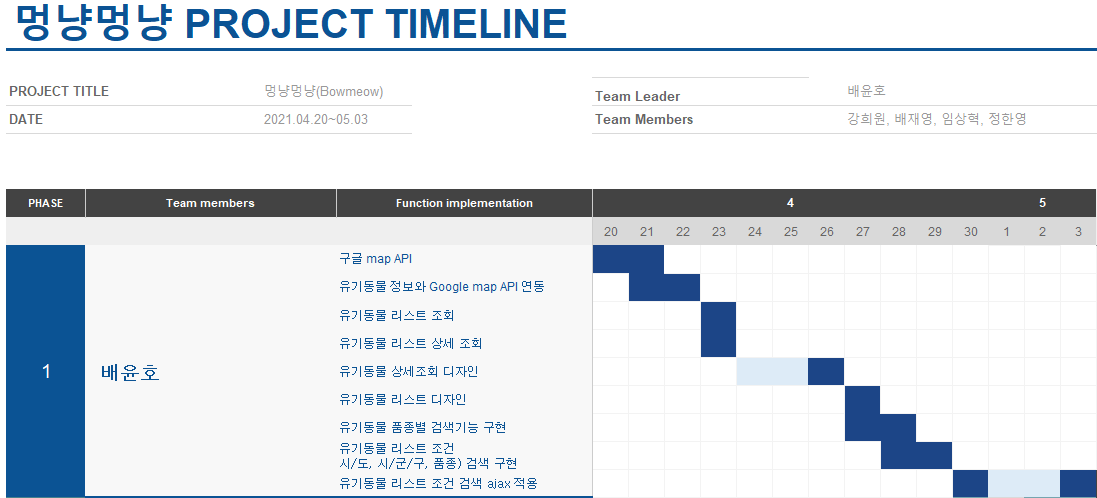 멍냥멍냥 PROJECT TIMELINE
PROJECT TITLE 멍냥멍냥(Bowmeow)
DATE 2021.04.20~05.03
Team Leader 배윤호
Team Members 강희원, 배재영, 임상혁, 정한영
PHASE Team members Function implementation 4 5
20 21 22 23 24 25 26 27 28 29 30 1 2 3
1 배윤호
구글 map API
유기동물 정보와 Google map API 연동
유기동물 리스트 조회
유기동물 리스트 상세 조회
유기동물 상세조회 디자인
유기동물 리스트 디자인
유기동물 품종별 검색기능 구현
유기동물 리스트 조건
시/도, 시/군/구, 품종) 검색 구현
유기동물 리스트 조건 검색 ajax 적용